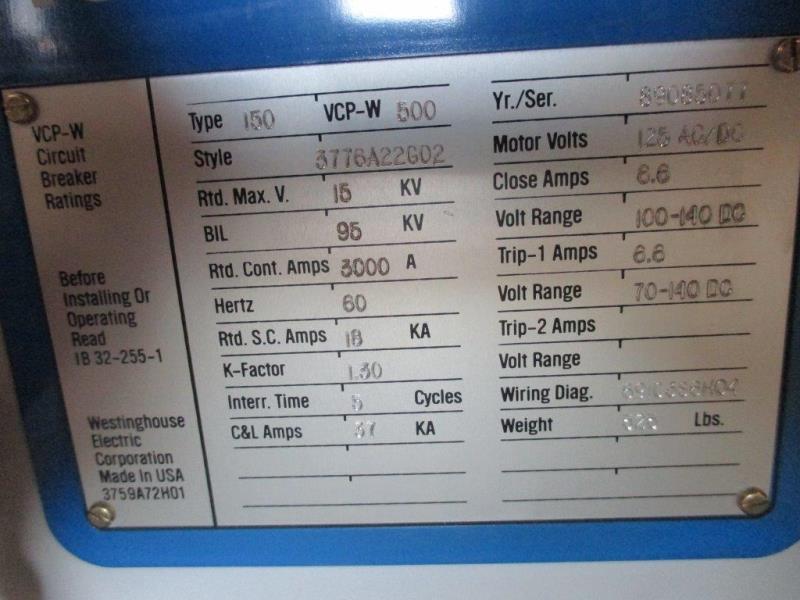 VCP-W
Circuit
Breaker
Ratings
Before
Installing Or
Operating
Read
IB 32-255-1
Westinghouse
Electric
Corporation
Made In USA
3759A72H01
Type 150 VCP-W 500
Style 3776A22G02
Rtd. Max. V. 15 KV
BIL 95 KV
Rtd. Cont. Amps 3000 A
Hertz 60
Rtd. S.C. Amps 18 KA
K-Factor 1.30
Interr. Time 5 Cycles
C&L Amps 37 KA
Yr./Ser.
Motor Volts 125 AC/DC
Close Amps 6.6
Volt Range 100-140 DC
Trip-1 Amps 6.6
Volt Range 70-140 DC
Trip-2 Amps
Volt Range
Wiring Diag.
Weight Lbs.